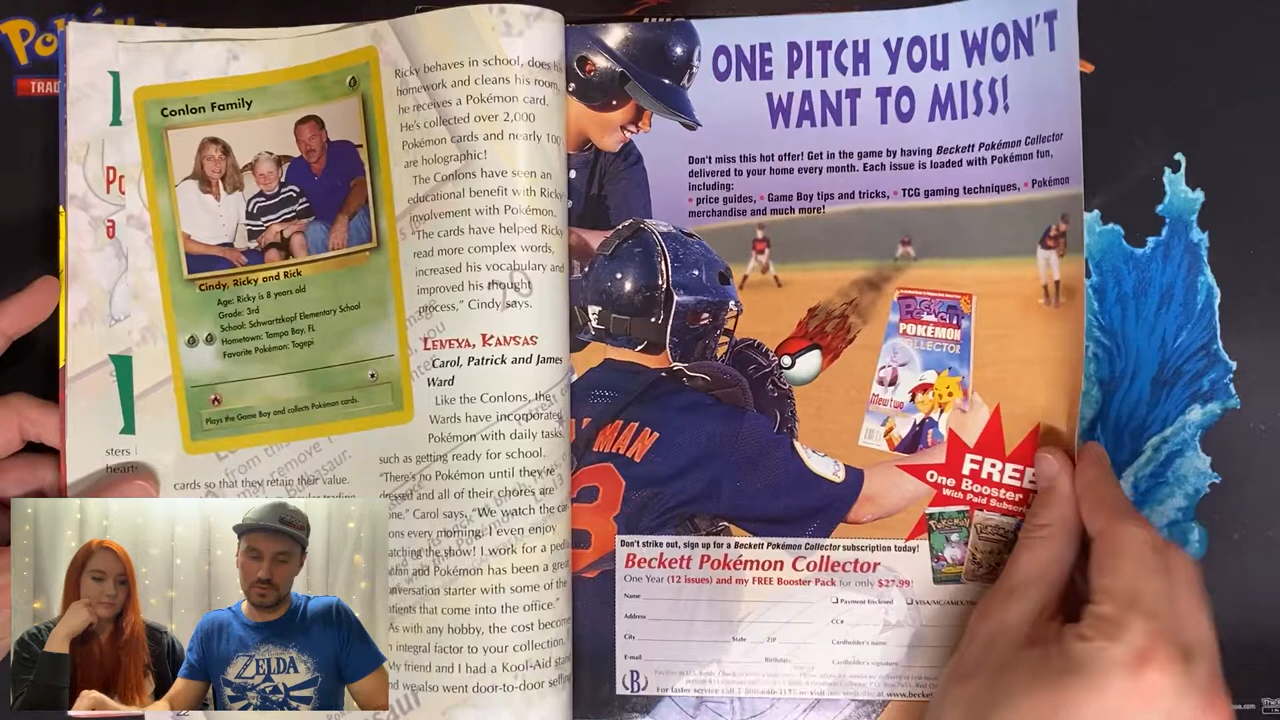 Conlon Family
Cindy, Ricky and Rick
Age: Ricky is 8 years old
Grade: 3rd
School: Schwartzkopf Elementary School
Hometown: Tampa Bay, FL
Favorite Pokémon: Togepi
Plays the Game Boy and collects Pokémon cards.
cards so that they retain their value.
Ricky behaves in school, does his
homework and cleans his room,
he receives a Pokémon card.
He's collected over 2,000
Pokémon cards and nearly 100
are holographic!
The Conlons have seen an
educational benefit with Ricky
involvement with Pokémon.
"The cards have helped Ricky
read more complex words,
increased his vocabulary and
improved his thought
process," Cindy says.
LENEXA, KANSAS
Carol, Patrick and James
Ward
Like the Conlons, the
Wards have incorporated
Pokémon with daily tasks,
such as getting ready for school.
"There's no Pokémon until they're
dressed and all of their chores are
Carol says, "We watch the
every morning. I even enjoy
the show! I work for a
and Pokémon has been a great
starter with some of the
that come into the office."
As with any hobby, the cost
integral factor to your collection.
My friend and I had a Kool-Aid
and we also went door-to-door
22
ONE PITCH YOU WON'T
WANT TO MISS!
Don't miss this hot offer! Get in the game by having Beckett Pokémon Collector
delivered to your home every month. Each issue is loaded with Pokémon fun,
including:
• price guides, • Game Boy tips and tricks, • TCG gaming techniques, • Pokémon
merchandise and much more!
MAN
POKÉMON
COLLECTOR
Mewtwo
FREE
One Booster
With Paid
Don't strike out, sign up for a Beckett Pokémon Collector subscription today!
Beckett Pokémon Collector
One Year (12 issues) and my FREE Booster Pack for only $27.99!
Name
Payment Enclosed
VISA/MC/AMEX/
Address
CC#
City State ZIP
Cardholder's name
E-mail Birthdate
Cardholder's signature
(B)
For faster service call
ZELDA